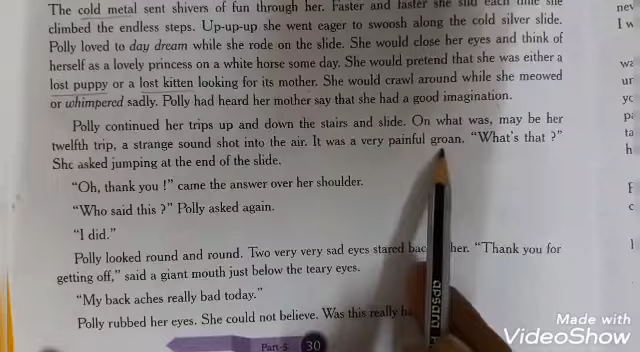 The cold metal sent shivers of fun through her. Faster and faster she slid each time she
climbed the endless steps. Up-up-up she went eager to swoosh along the cold silver slide.
Polly loved to day dream while she rode on the slide. She would close her eyes and think of
herself as a lovely princess on a white horse some day. She would pretend that she was either a
lost puppy or a lost kitten looking for its mother. She would crawl around while she meowed
or whimpered sadly. Polly had heard her mother say that she had a good imagination.
Polly continued her trips up and down the stairs and slide. On what was, may be her
twelfth trip, a strange sound shot into the air. It was a very painful groan. “What's that ?”
She asked jumping at the end of the slide.
“Oh, thank you !” came the answer over her shoulder.
“Who said this ?” Polly asked again.
“I did.”
Polly looked round and round. Two very very sad eyes stared her. “Thank you for
getting off,” said a giant mouth just below the teary eyes.
“My back aches really bad today.”
Polly rubbed her eyes. She could not believe. Was this really
Part-5 30
apsara
Made with
VideoShow